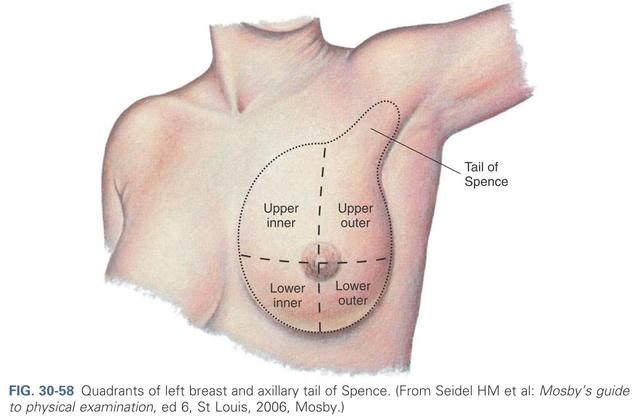 Tail of
Spence
Upper
inner
Upper
outer
Lower
inner
Lower
outer
FIG. 30-58 Quadrants of left breast and axillary tail of Spence. (From Seidel HM et al: Mosby's guide
to physical examination, ed 6, St Louis, 2006, Mosby.)